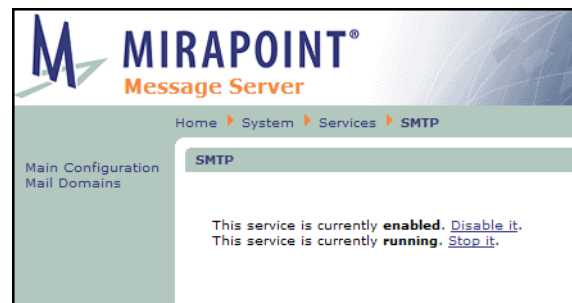 MIRAPOINT®
Message Server
Home System Services SMTP
Main Configuration
Mail Domains
SMTP
This service is currently enabled. Disable it.
This service is currently running. Stop it.